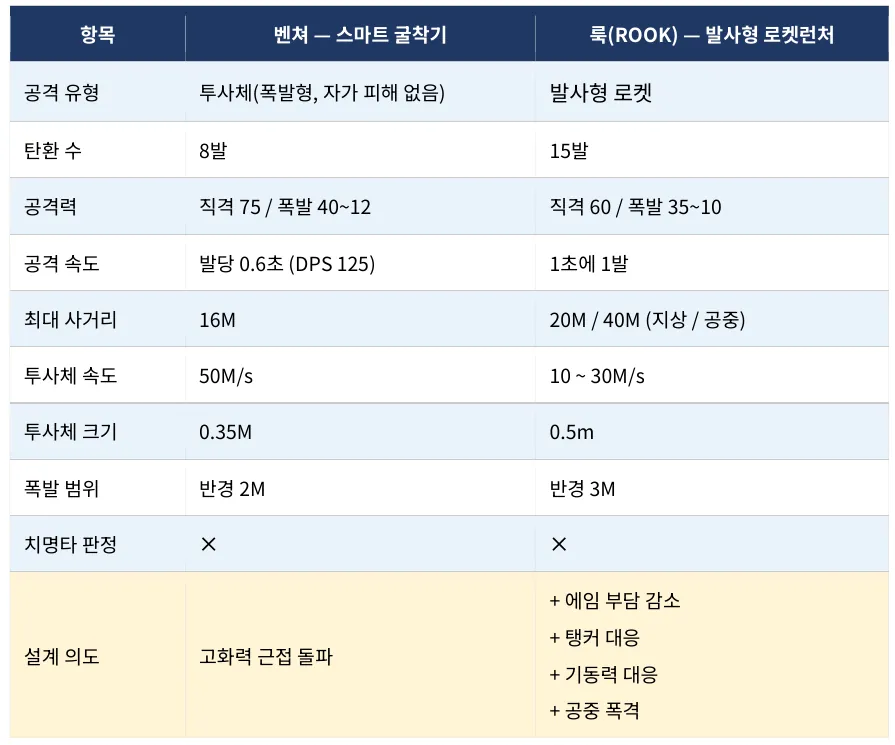 항목 벤쳐 — 스마트 굴착기 룩(ROOK) — 발사형 로켓런처
공격 유형 투사체(폭발형, 자가 피해 없음) 발사형 로켓
탄환 수 8발 15발
공격력 직격 75 / 폭발 40~12 직격 60 / 폭발 35~10
공격 속도 발당 0.6초 (DPS 125) 1초에 1발
최대 사거리 16M 20M / 40M (지상 / 공중)
투사체 속도 50M/s 10 ~ 30M/s
투사체 크기 0.35M 0.5m
폭발 범위 반경 2M 반경 3M
치명타 판정 × ×
설계 의도 고화력 근접 돌파
+ 에임 부담 감소
+ 탱커 대응
+ 기동력 대응
+ 공중 폭격